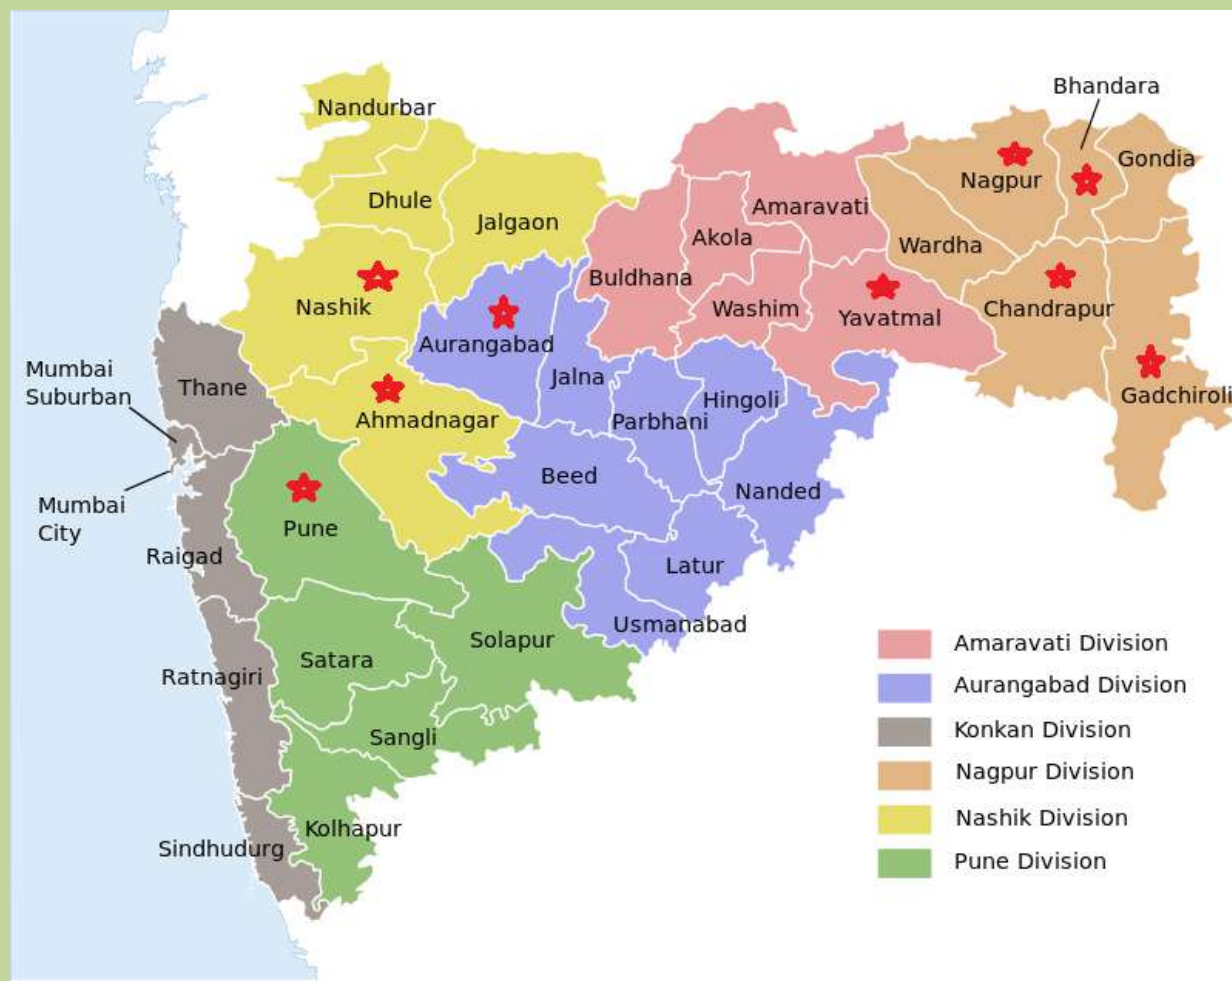 Bhandara
Nandurbar
Gondia
Nagpur
Dhule
Amaravati
Jalgaon
Akola
Wardha
Buldhana
Nashik
Washim
Chandrapur
Yavatmal
Aurangabad
Mumbai
Suburban
Thane
Jalna
Hingoli
Gadchiroli
Ahmadnagar
Parbhani
Beed
Nanded
Mumbai
City
Pune
Raigad
Latur
Usmanabad
Solapur
Satara
Ratnagiri
Sangli
Kolhapur
Sindhudurg
Amaravati Division
Aurangabad Division
Konkan Division
Nagpur Division
Nashik Division
Pune Division